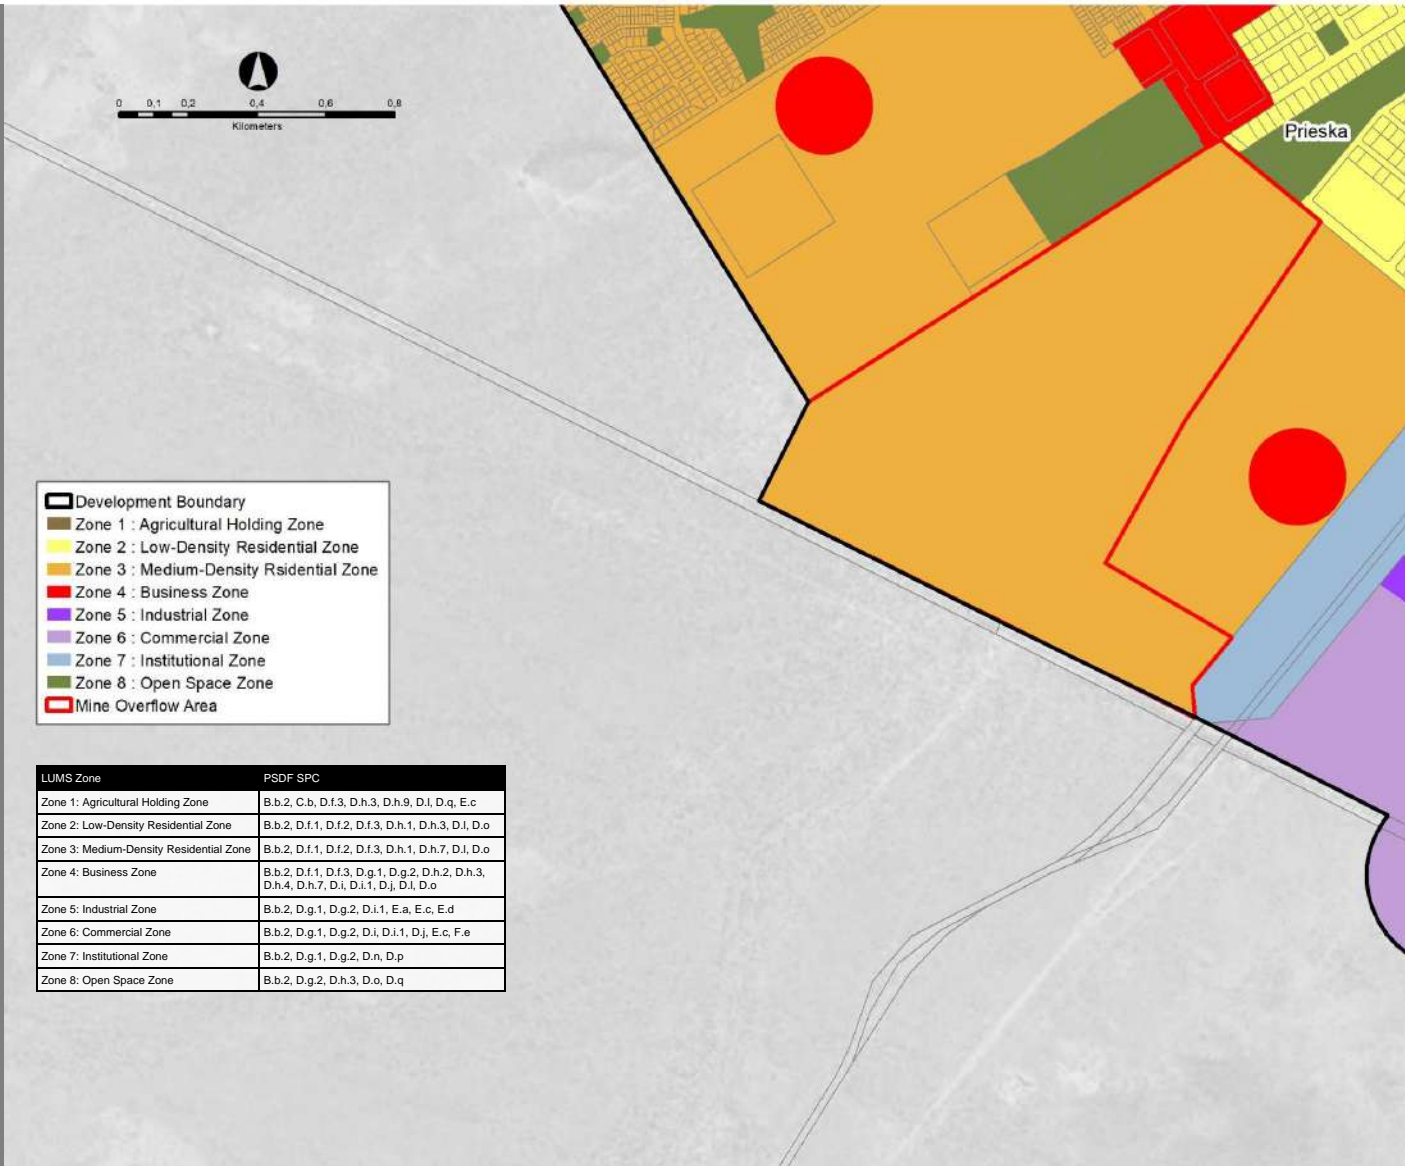 0 0,1 0,2 0,4 0,6 0,8
Kilometers
Prieska
Development Boundary
Zone 1 : Agricultural Holding Zone
Zone 2 : Low-Density Residential Zone
Zone 3 : Medium-Density Rsidential Zone
Zone 4 : Business Zone
Zone 5 : Industrial Zone
Zone 6 : Commercial Zone
Zone 7 : Institutional Zone
Zone 8 : Open Space Zone
Mine Overflow Area
LUMS Zone PSDF SPC
Zone 1: Agricultural Holding Zone B.b.2, C.b, D.f.3, D.h.3, D.h.9, D.l, D.q, E.c
Zone 2: Low-Density Residential Zone B.b.2, D.f.1, D.f.2, D.f.3, D.h.1, D.h.3, D.l, D.o
Zone 3: Medium-Density Residential Zone B.b.2, D.f.1, D.f.2, D.f.3, D.h.1, D.h.7, D.l, D.o
Zone 4: Business Zone B.b.2, D.f.1, D.f.3, D.g.1, D.g.2, D.h.2, D.h.3,
D.h.4, D.h.7, D.i, D.i.1, D.j, D.l, D.o
Zone 5: Industrial Zone B.b.2, D.g.1, D.g.2, D.i.1, E.a, E.c, E.d
Zone 6: Commercial Zone B.b.2, D.g.1, D.g.2, D.i, D.i.1, D.j, E.c, F.e
Zone 7: Institutional Zone B.b.2, D.g.1, D.g.2, D.n, D.p
Zone 8: Open Space Zone B.b.2, D.g.2, D.h.3, D.o, D.q